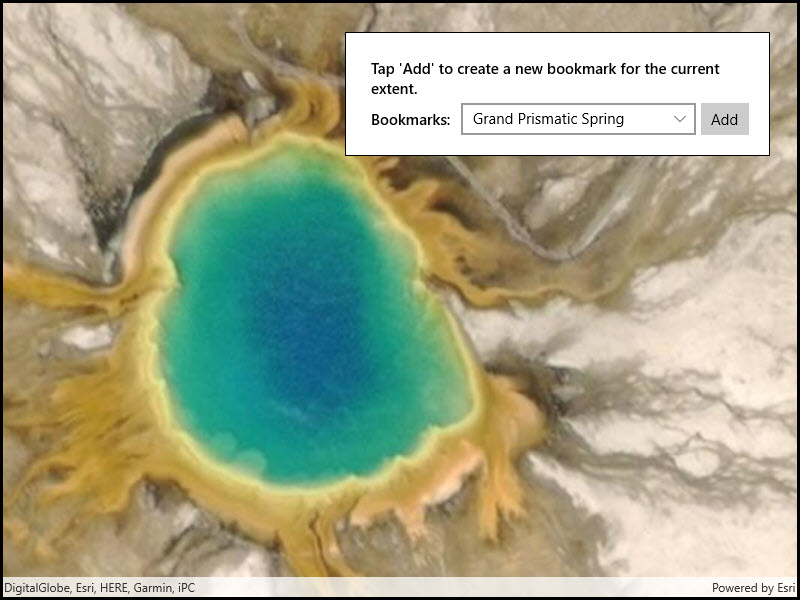 Tap 'Add' to create a new bookmark for the current
extent.
Bookmarks: Grand Prismatic Spring Add
DigitalGlobe, Esri, HERE, Garmin, iPC Powered by Esri